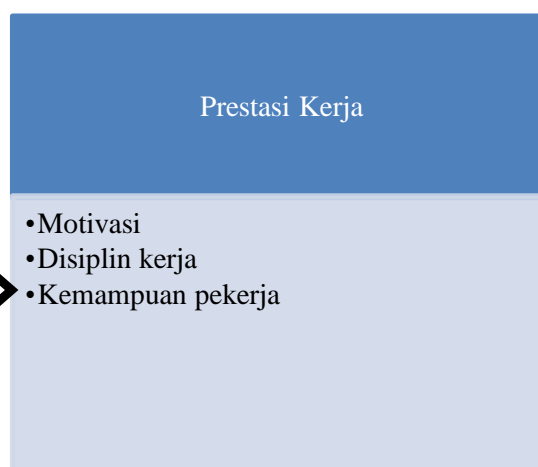 Prestasi Kerja
•Motivasi
•Disiplin kerja
•Kemampuan pekerja